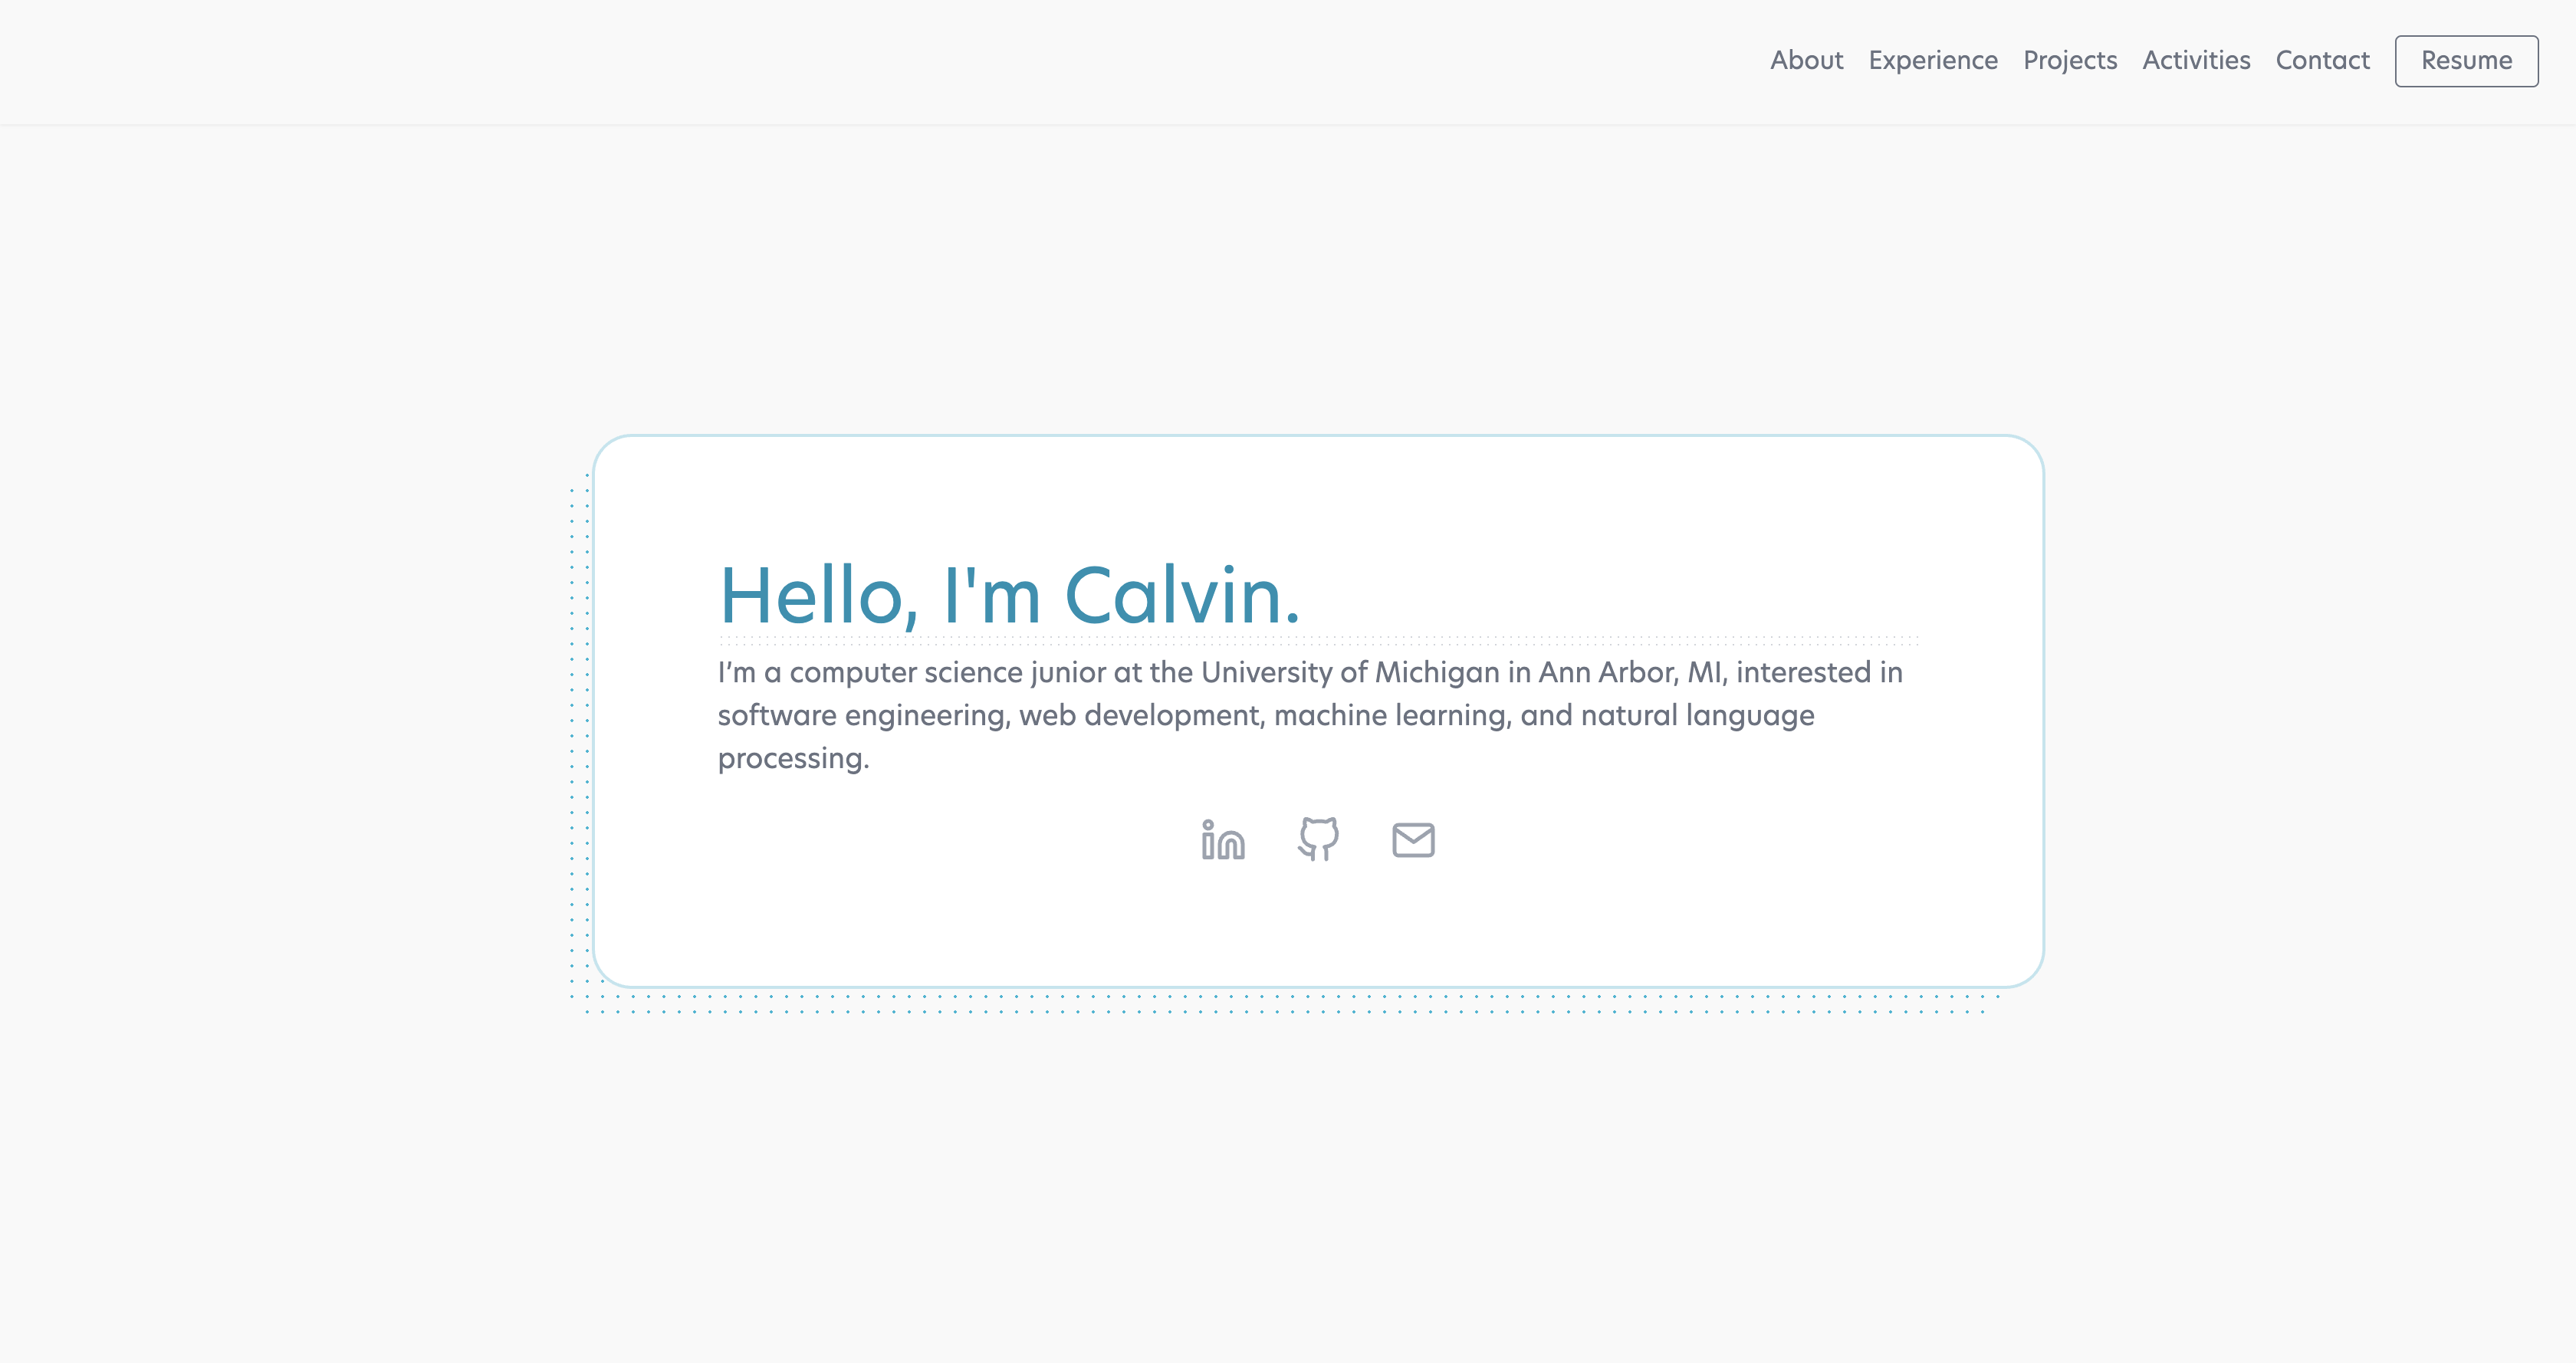 About Experience Projects Activities Contact Resume
Hello, I'm Calvin.
I’m a computer science junior at the University of Michigan in Ann Arbor, MI, interested in
software engineering, web development, machine learning, and natural language
processing.